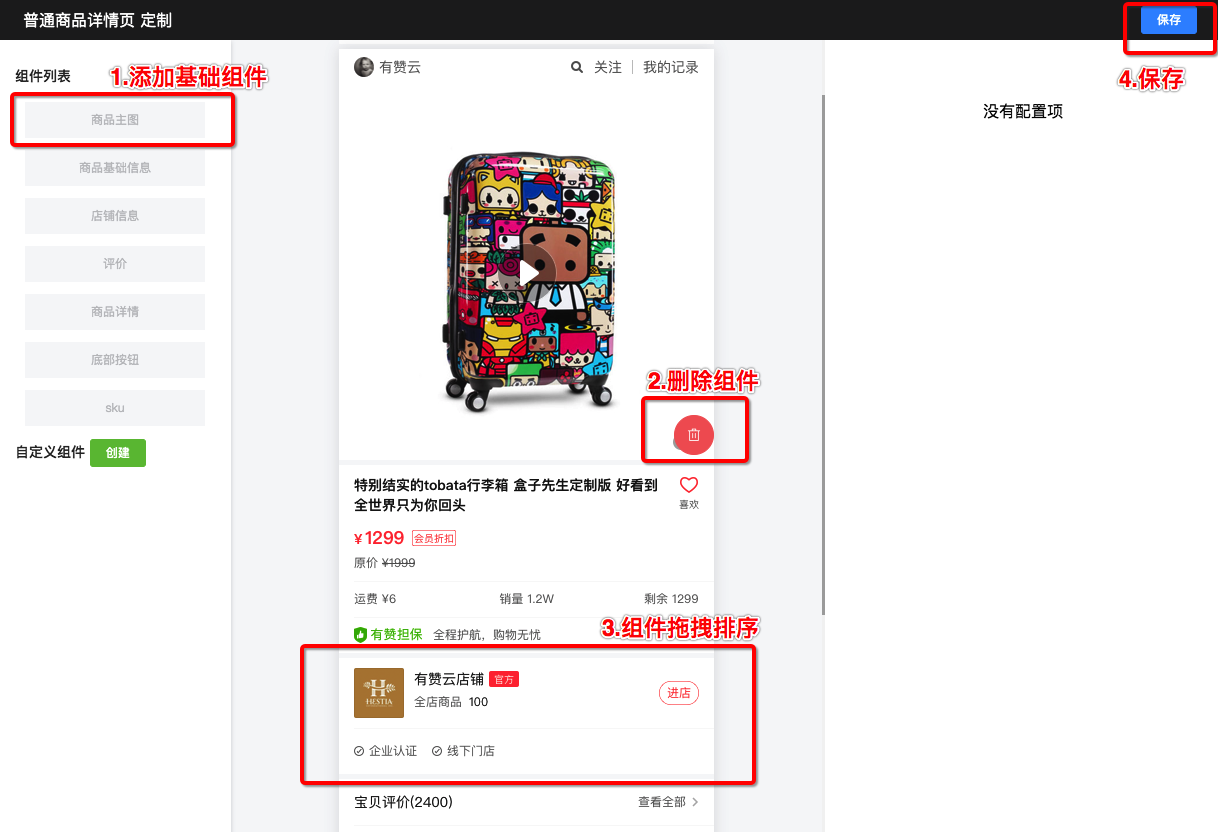 普通商品详情页 定制
保存
4.保存
组件列表
1.添加基础组件
商品主图
商品基础信息
店铺信息
评价
商品详情
底部按钮
sku
自定义组件 创建
有赞云
关注
我的记录
2.删除组件
特别结实的tobata行李箱 盒子先生定制版 好看到
全世界只为你回头
喜欢
¥1299 会员折扣
原价 ¥1999
运费 ¥6 销量 1.2W 剩余 1299
有赞担保 全程护航，购物无忧
3.组件拖拽排序
HESTIA
有赞云店铺 官方
全店商品 100
进店
企业认证 线下门店
宝贝评价(2400) 查看全部
没有配置项